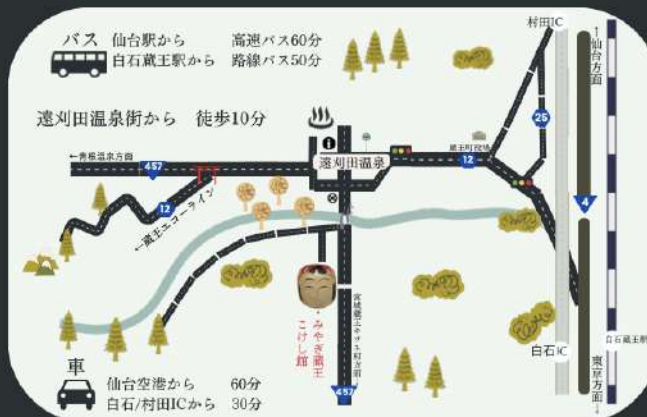 バス 仙台駅から 高速バス60分
白石蔵王駅から 路線バス50分
遠刈田温泉街から 徒歩10分
村田IC
↑仙台方面
25
遠刈田温泉
蔵王町役場
12
←青根温泉方面
457
12
←蔵王エコーライン
4
・みやぎ蔵王
こけし館
宮城蔵王キツネ村方面↓
457
白石IC
白石蔵王駅
東京方面→
車
仙台空港から 60分
白石/村田ICから 30分